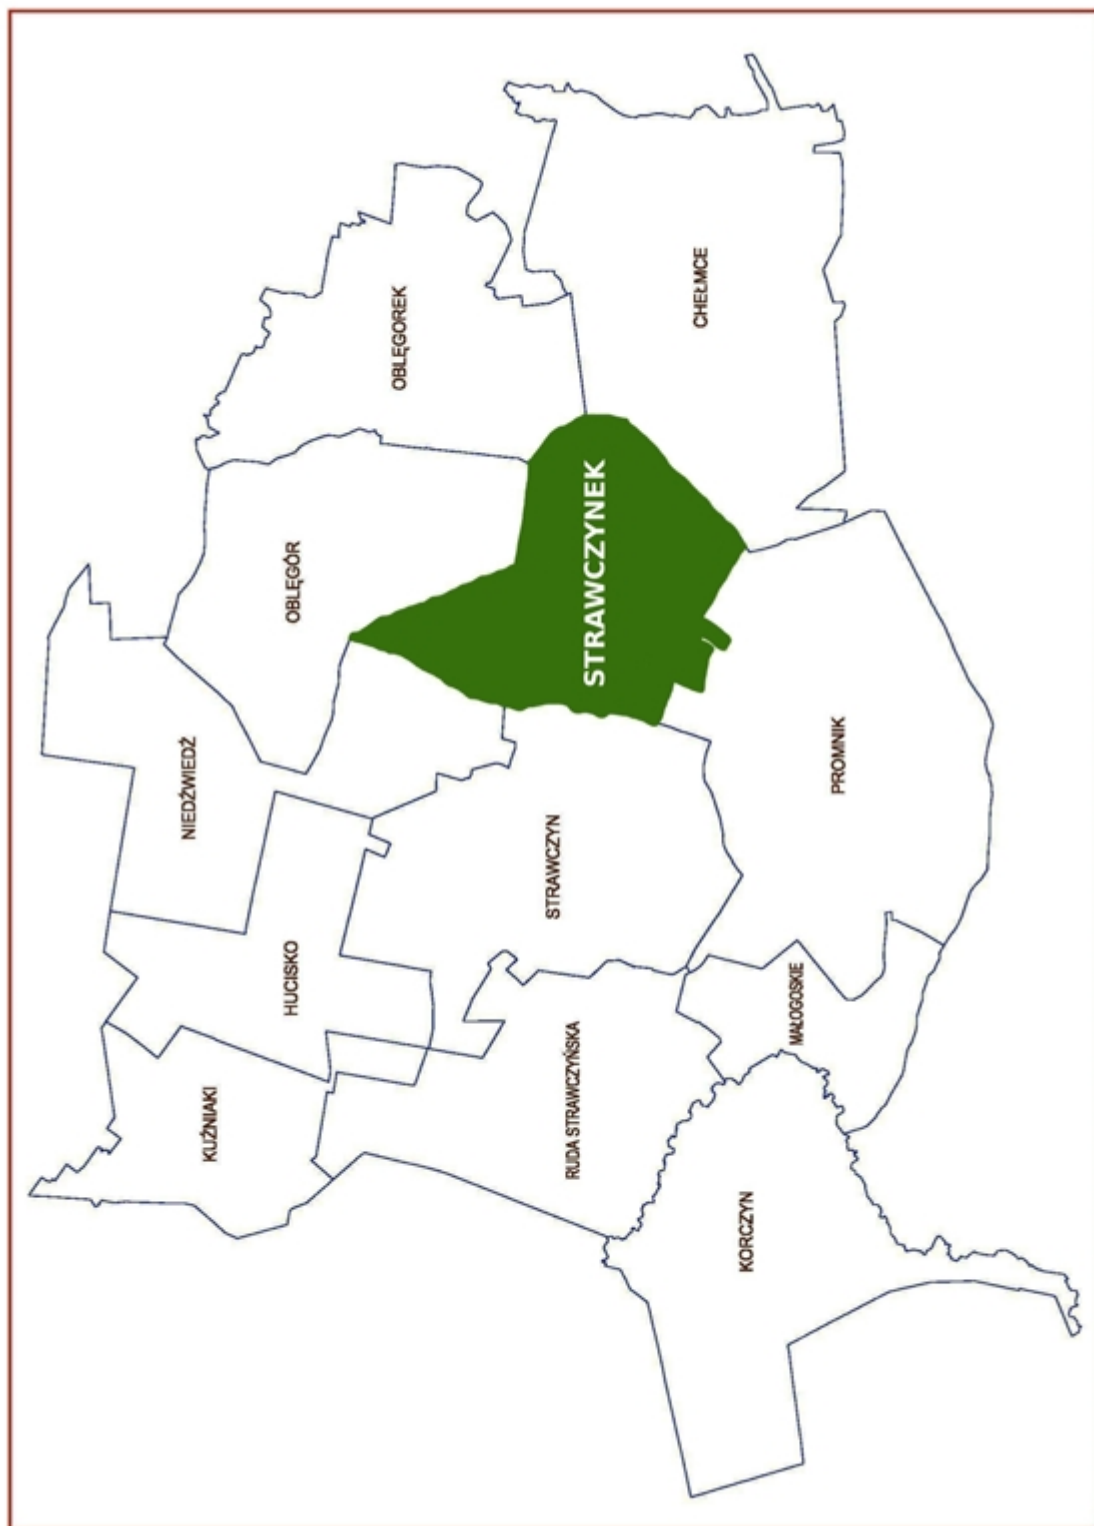 NIEDŹWIEDŹ
KUŹNIAKI
HUCISKO
OBLĘGÓR
OBLĘGOREK
STRAWCZYN
RUDA STRAWCZYŃSKA
STRAWCZYNEK
CHEŁMCE
KORCZYN
MAŁOGOSKIE
PROMNIK